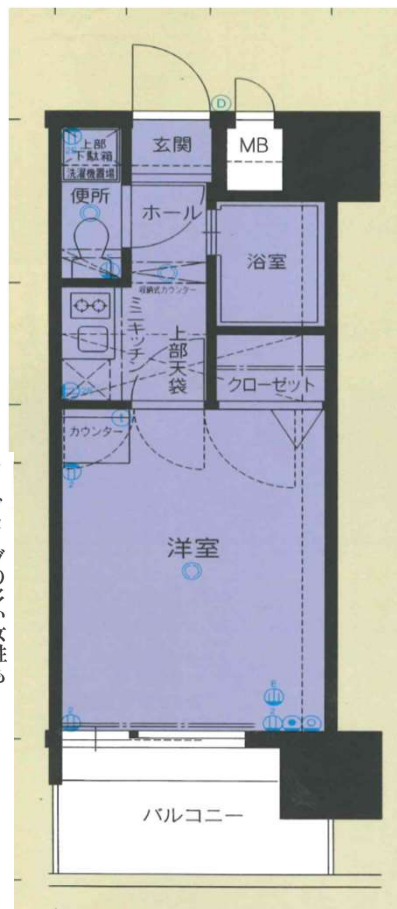 D
玄関
MB
上部
下駄箱
洗濯機置場
便所
ホール
浴室
収納式カウンター
ミニキッチン
上部天袋
クローゼット
カウンター
洋室
バルコニー